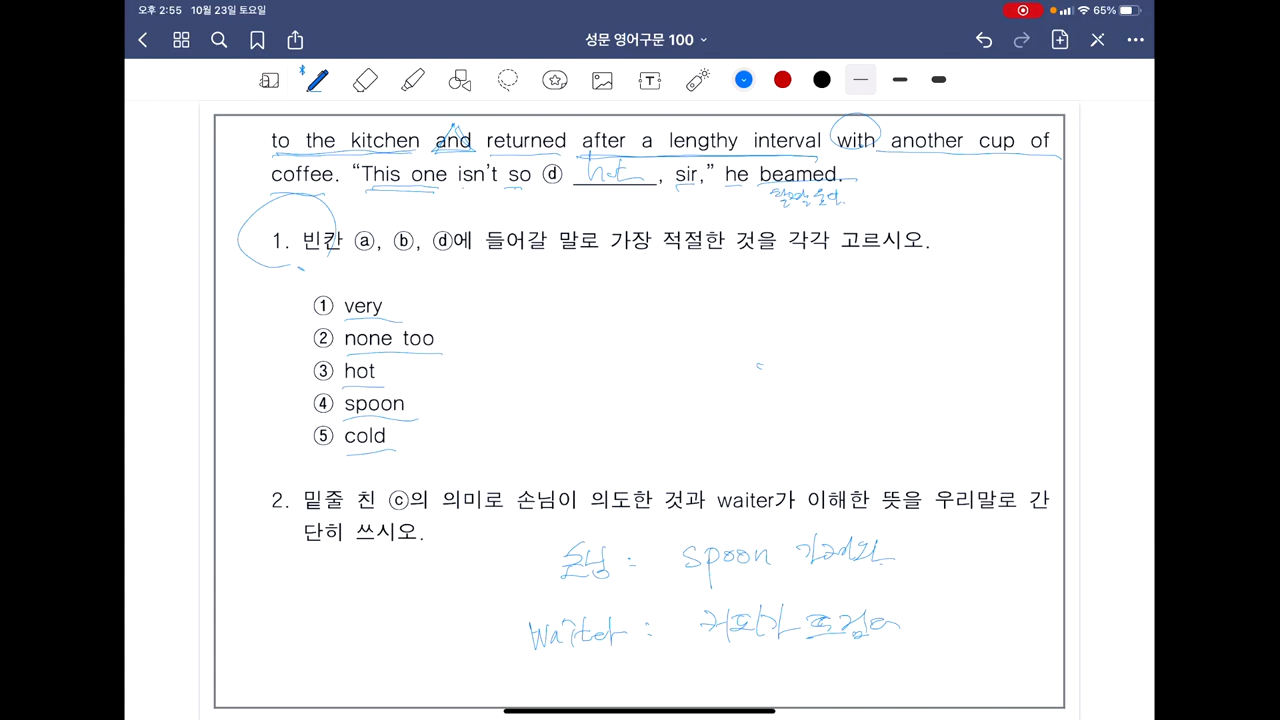 오후 2:55 10월 23일 토요일
65%
성문 영어구문 100
to the kitchen and returned after a lengthy interval with another cup of
coffee. “This one isn't so ⓓ hot, sir,” he beamed.
1. 빈칸 ⓐ, ⓑ, ⓓ에 들어갈 말로 가장 적절한 것을 각각 고르시오.
① very
② none too
③ hot
④ spoon
⑤ cold
2. 밑줄 친 ⓒ의 의미로 손님이 의도한 것과 waiter가 이해한 뜻을 우리말로 간
단히 쓰시오.
손님 : spoon 가져와
waiter : 커피가 뜨겁다